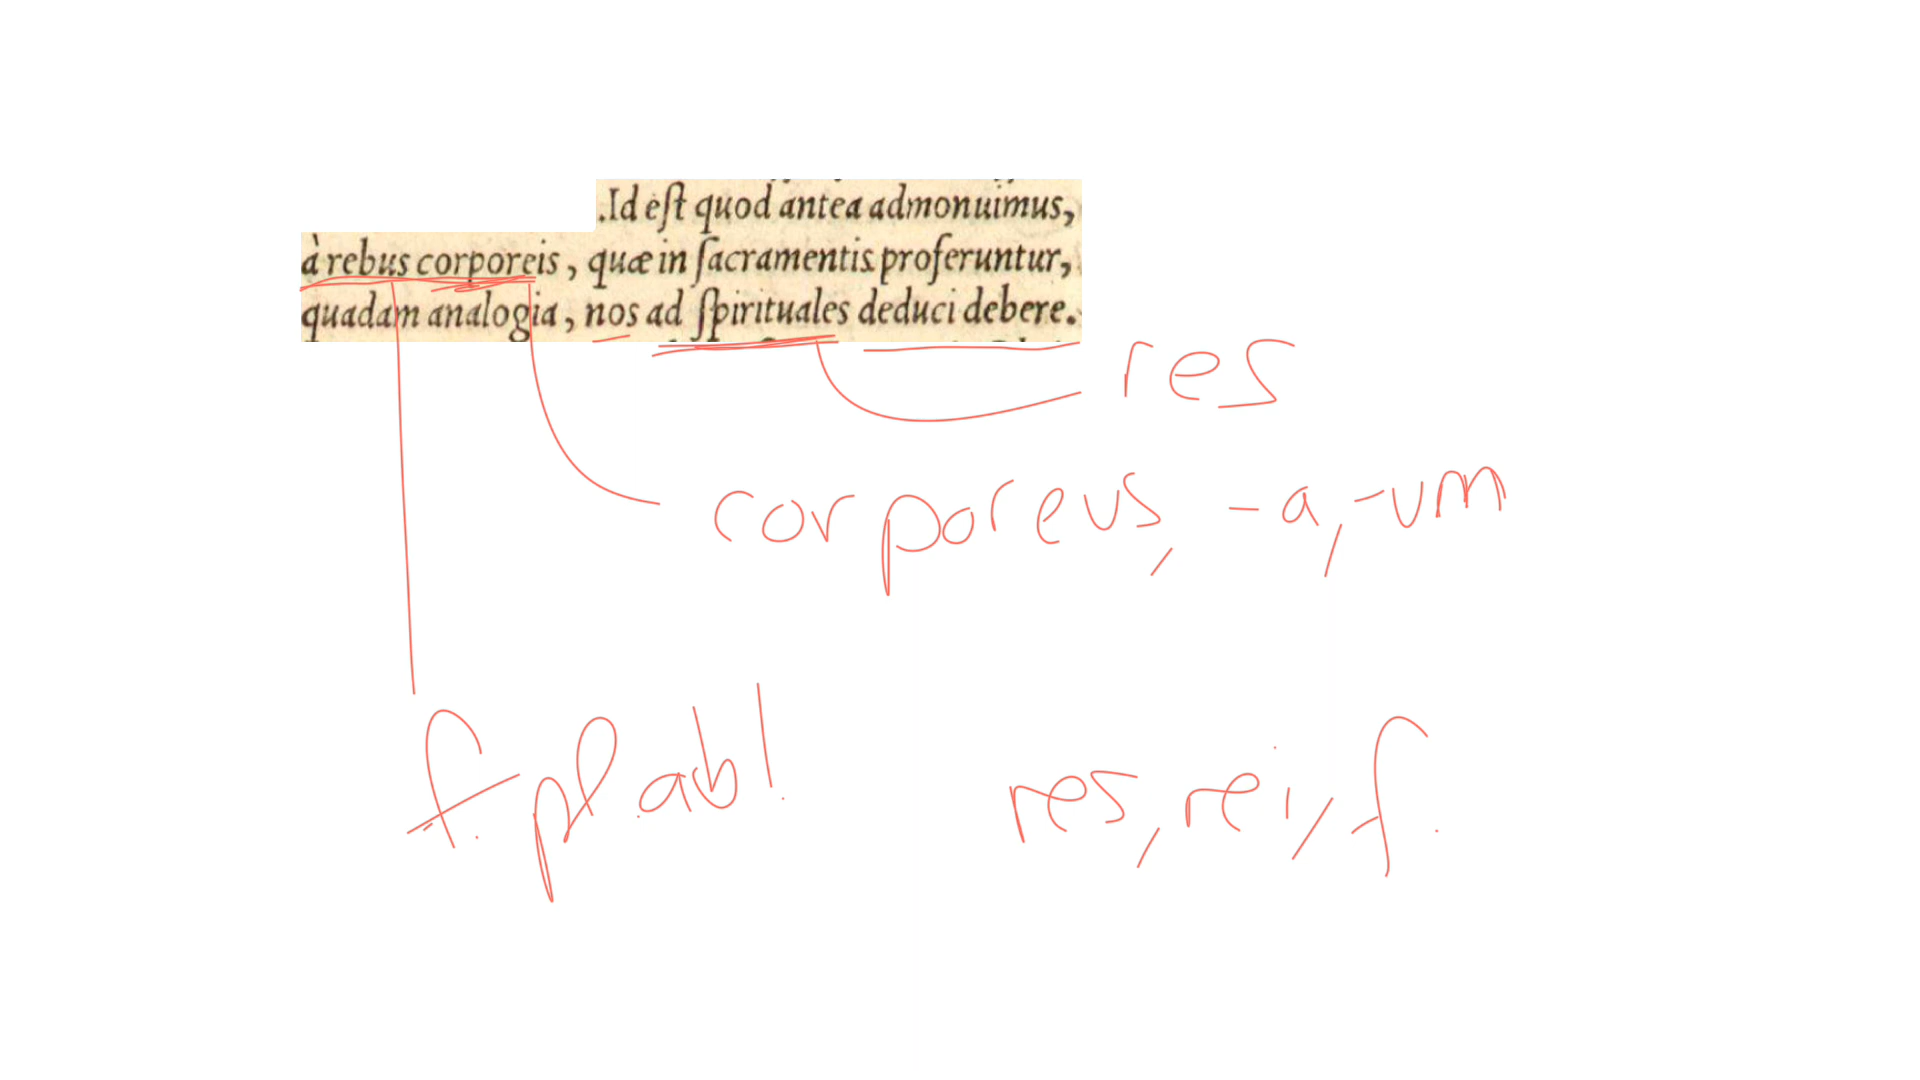 .Id eſt quod antea admonuimus,
à rebus corporeis, quæ in ſacramentis proferuntur,
quadam analogia, nos ad ſpirituales deduci debere.
res
corporeus, -a, -um
f. pl. abl.
res, rei, f.